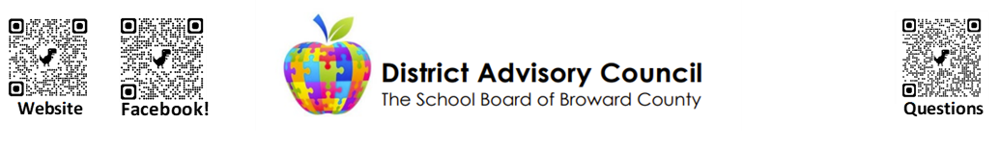 District Advisory Council
The School Board of Broward County
Website
Facebook!
Questions